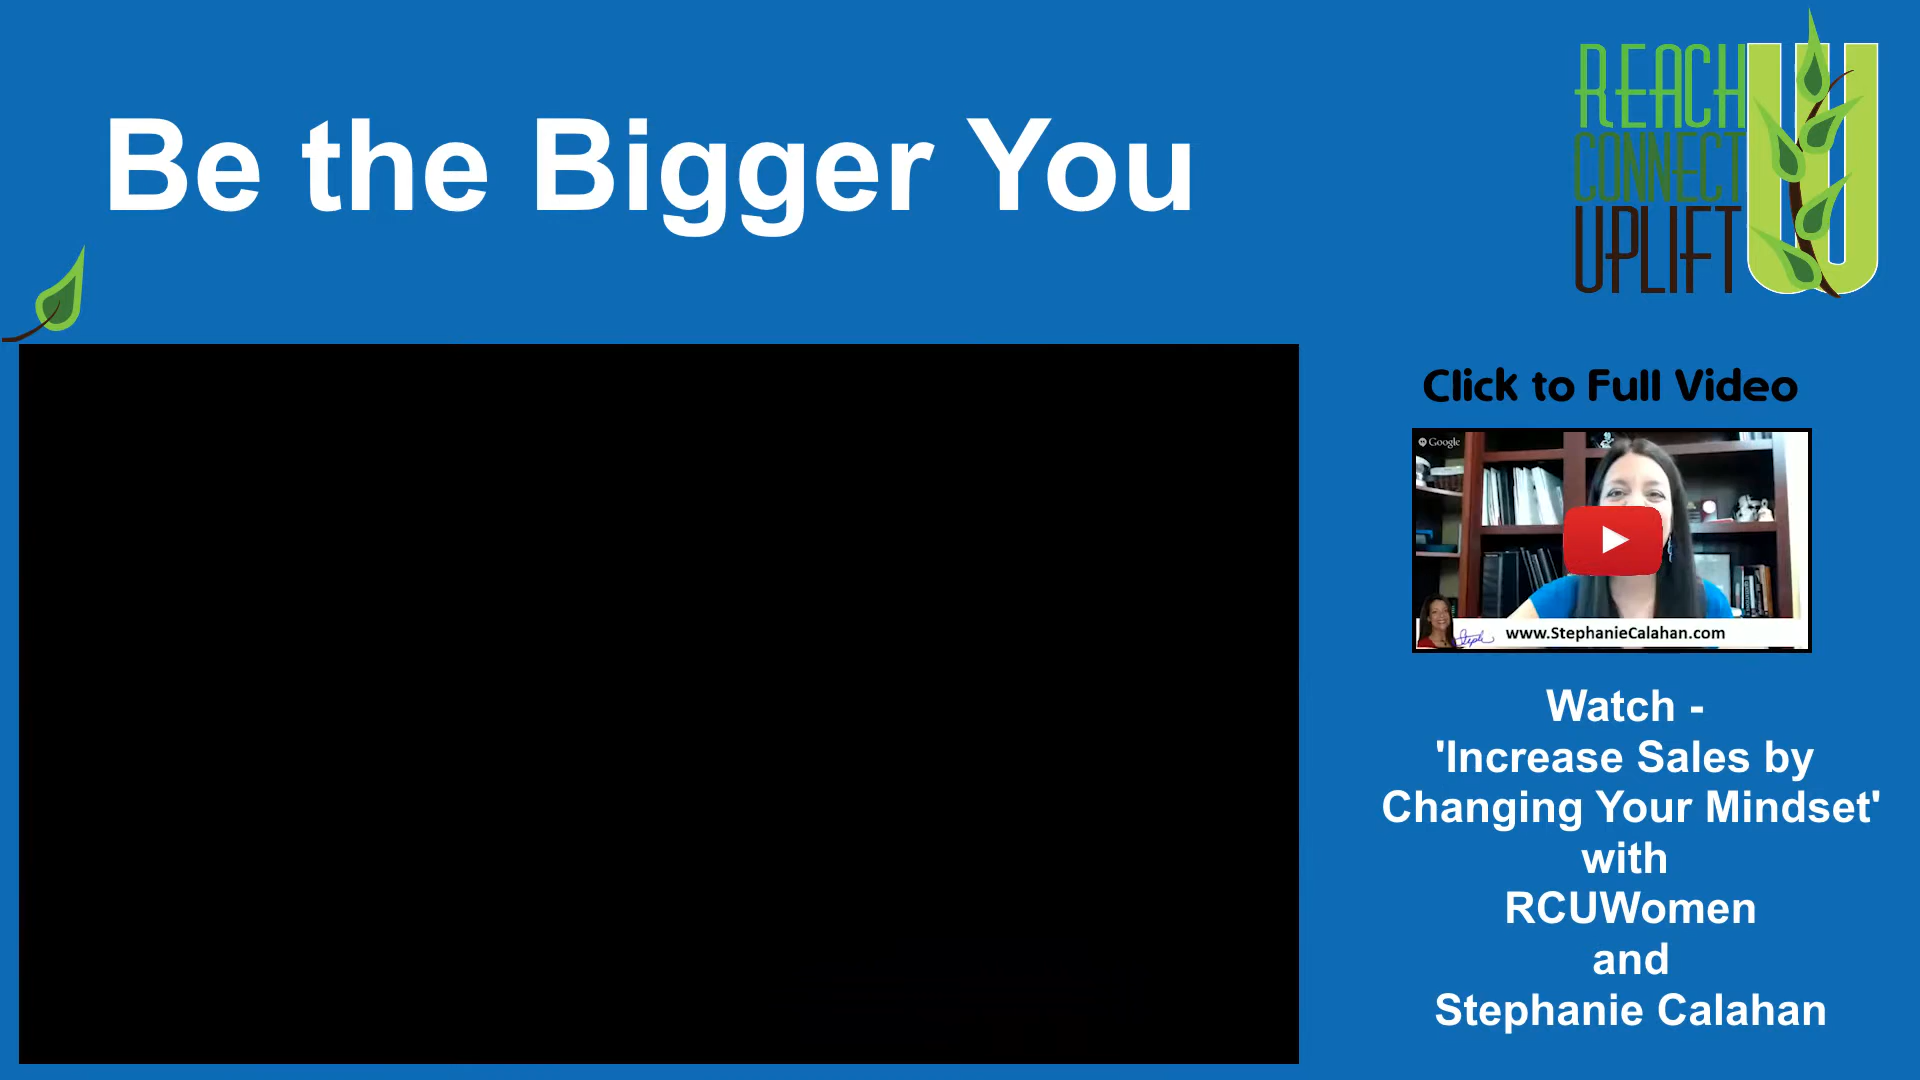 Be the Bigger You
REACH
CONNECT
UPLIFT
U
Click to Full Video
Google
www.StephanieCalahan.com
Watch -
'Increase Sales by
Changing Your Mindset'
with
RCUWomen
and
Stephanie Calahan